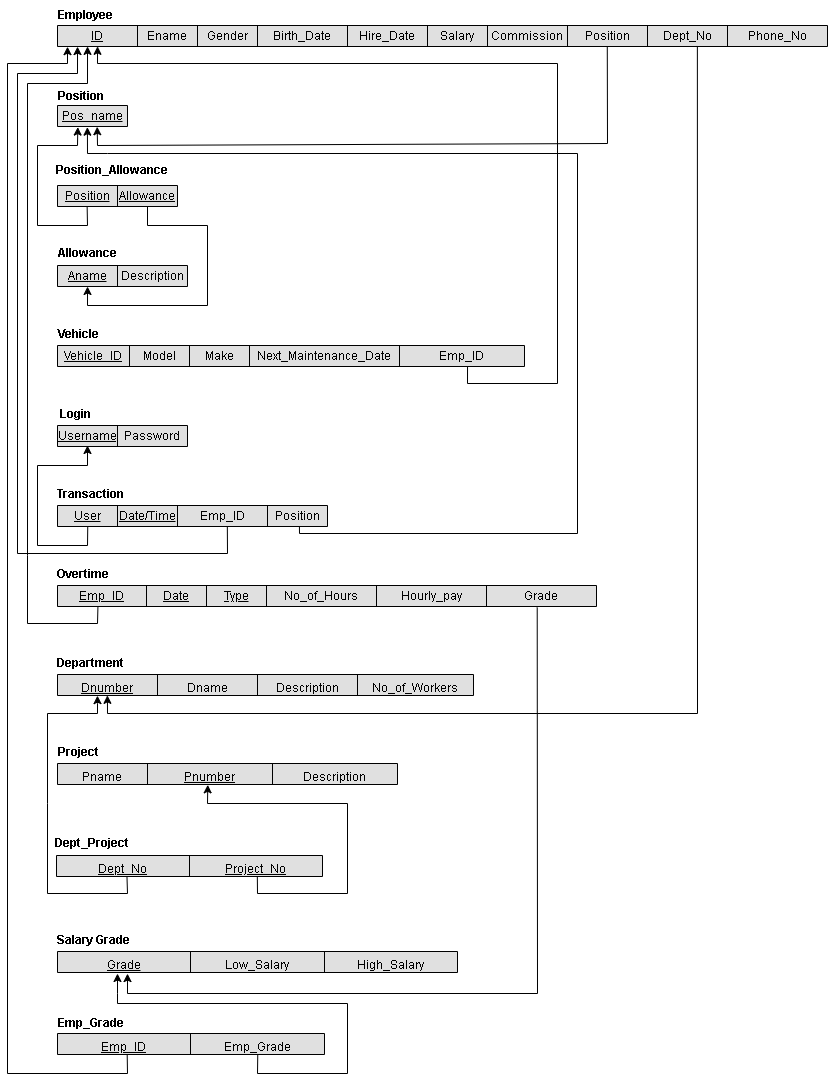 Employee
ID Ename Gender Birth_Date Hire_Date Salary Commission Position Dept_No Phone_No
Position
Pos_name
Position_Allowance
Position Allowance
Allowance
Aname Description
Vehicle
Vehicle_ID Model Make Next_Maintenance_Date Emp_ID
Login
Username Password
Transaction
User Date/Time Emp_ID Position
Overtime
Emp_ID Date Type No_of_Hours Hourly_pay Grade
Department
Dnumber Dname Description No_of_Workers
Project
Pname Pnumber Description
Dept_Project
Dept_No Project_No
Salary Grade
Grade Low_Salary High_Salary
Emp_Grade
Emp_ID Emp_Grade